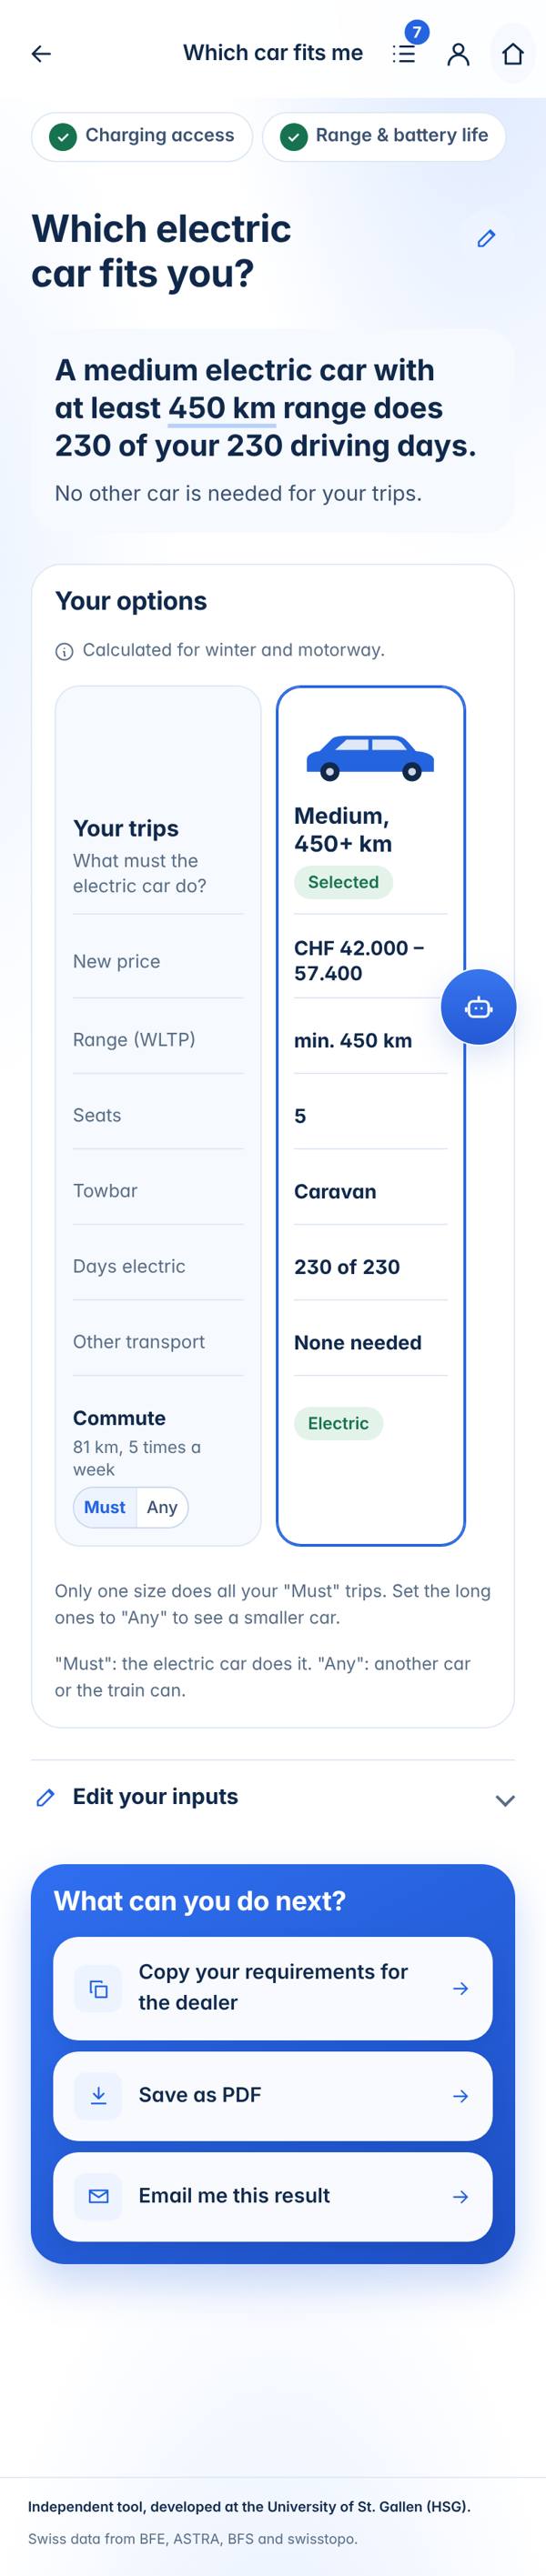 Which car fits me
7
Charging access
Range & battery life
Which electric
car fits you?
A medium electric car with
at least 450 km range does
230 of your 230 driving days.
No other car is needed for your trips.
Your options
Calculated for winter and motorway.
Your trips
What must the
electric car do?
Medium,
450+ km
Selected
New price
CHF 42.000 –
57.400
Range (WLTP)
min. 450 km
Seats
5
Towbar
Caravan
Days electric
230 of 230
Other transport
None needed
Commute
81 km, 5 times a
week
Must
Any
Electric
Only one size does all your "Must" trips. Set the long
ones to "Any" to see a smaller car.
"Must": the electric car does it. "Any": another car
or the train can.
Edit your inputs
What can you do next?
Copy your requirements for
the dealer
Save as PDF
Email me this result
Independent tool, developed at the University of St. Gallen (HSG).
Swiss data from BFE, ASTRA, BFS and swisstopo.